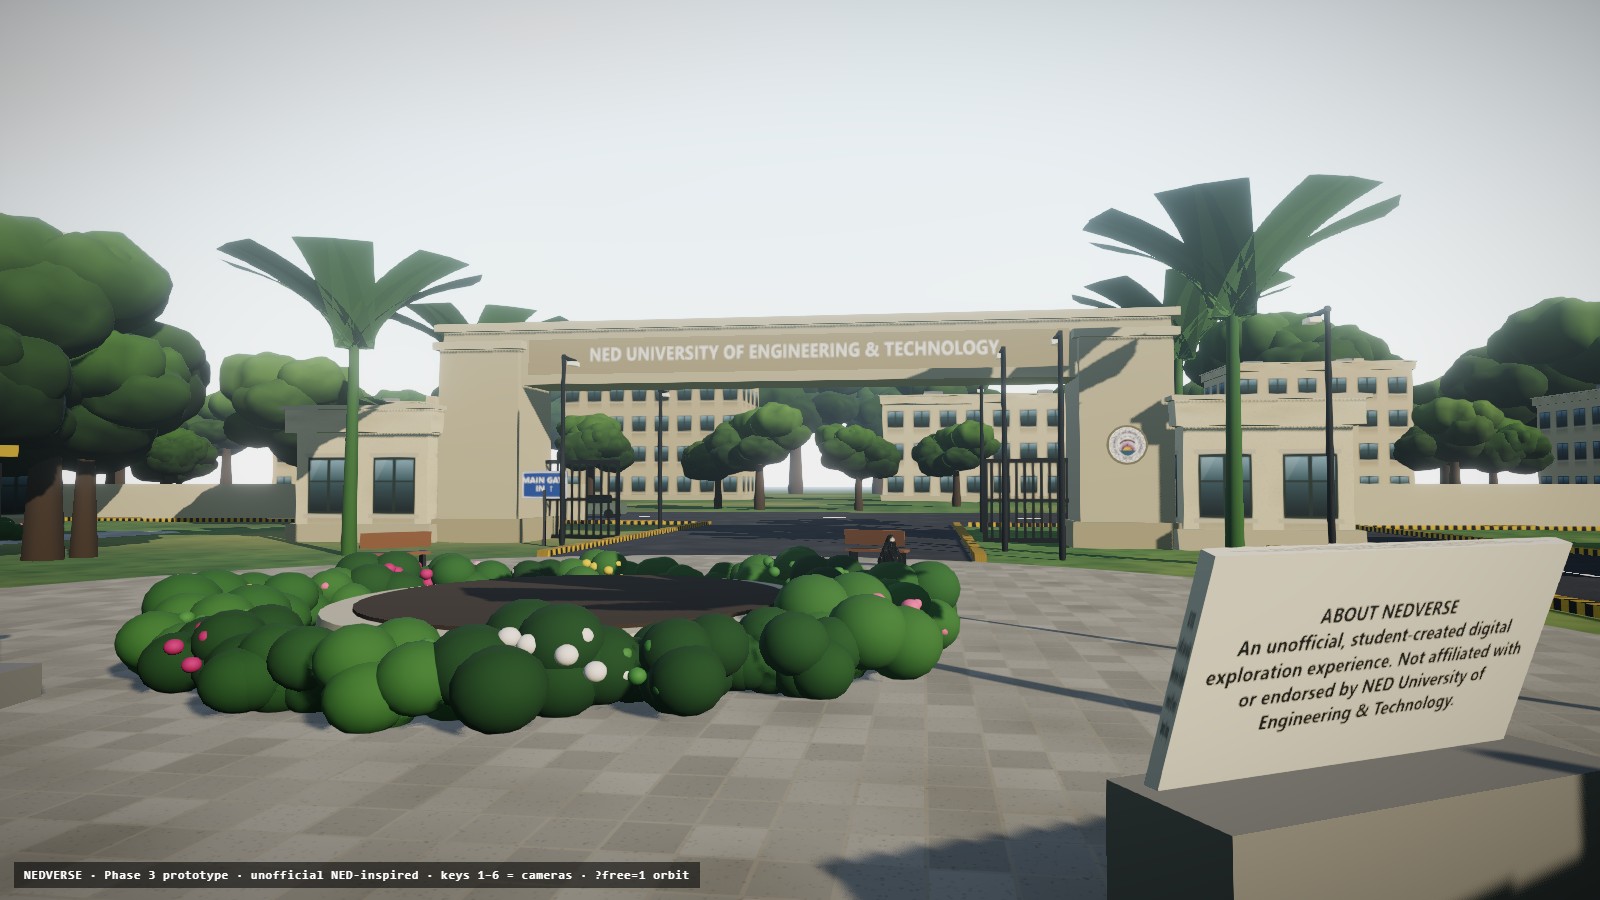 NED UNIVERSITY OF ENGINEERING & TECHNOLOGY
MAIN
ABOUT NEDVERSE
An unofficial, student-created digital
exploration experience. Not affiliated with
or endorsed by NED University of
Engineering & Technology.
NEDVERSE · Phase 3 prototype · unofficial NED-inspired · keys 1-6 = cameras · ?free=1 orbit